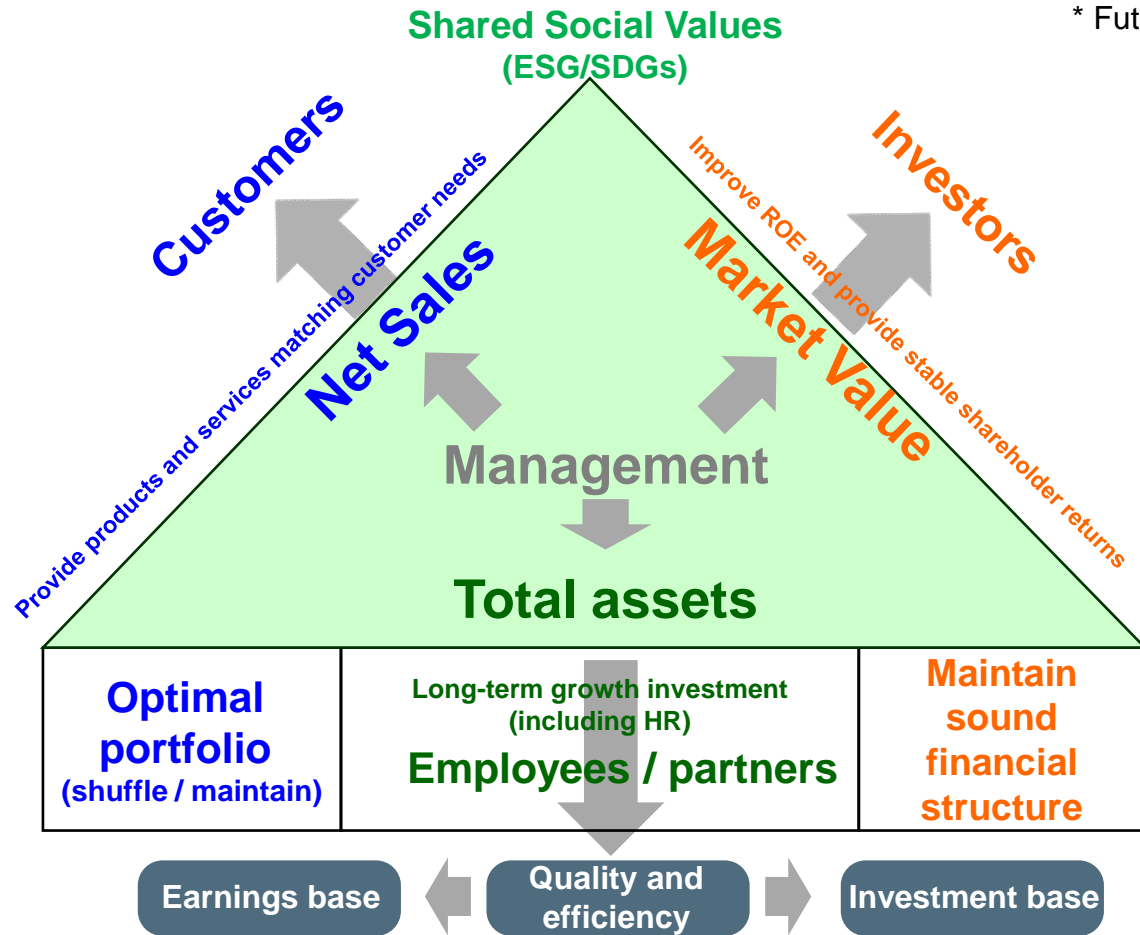 Shared Social Values
(ESG/SDGs)
* Fut
Customers
Provide products and services matching customer needs
Net Sales
Investors
Improve ROE and provide stable shareholder returns
Market Value
Management
Total assets
Optimal
portfolio
(shuffle / maintain)
Long-term growth investment
(including HR)
Employees / partners
Maintain
sound
financial
structure
Earnings base
Quality and
efficiency
Investment base